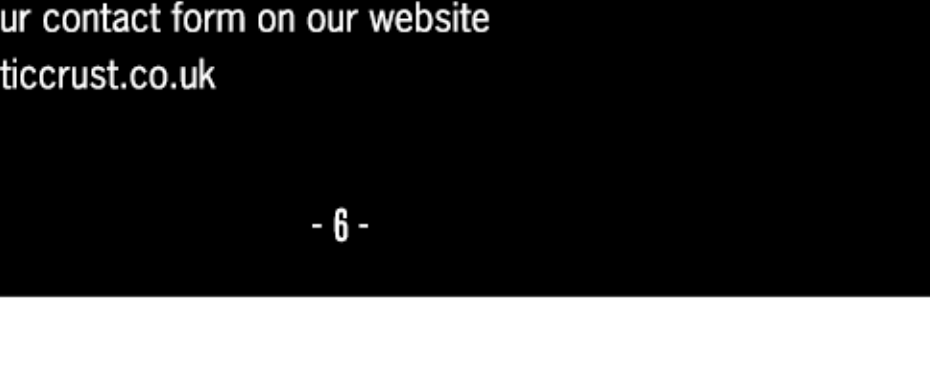 ur contact form on our website
ticcrust.co.uk
- 6 -